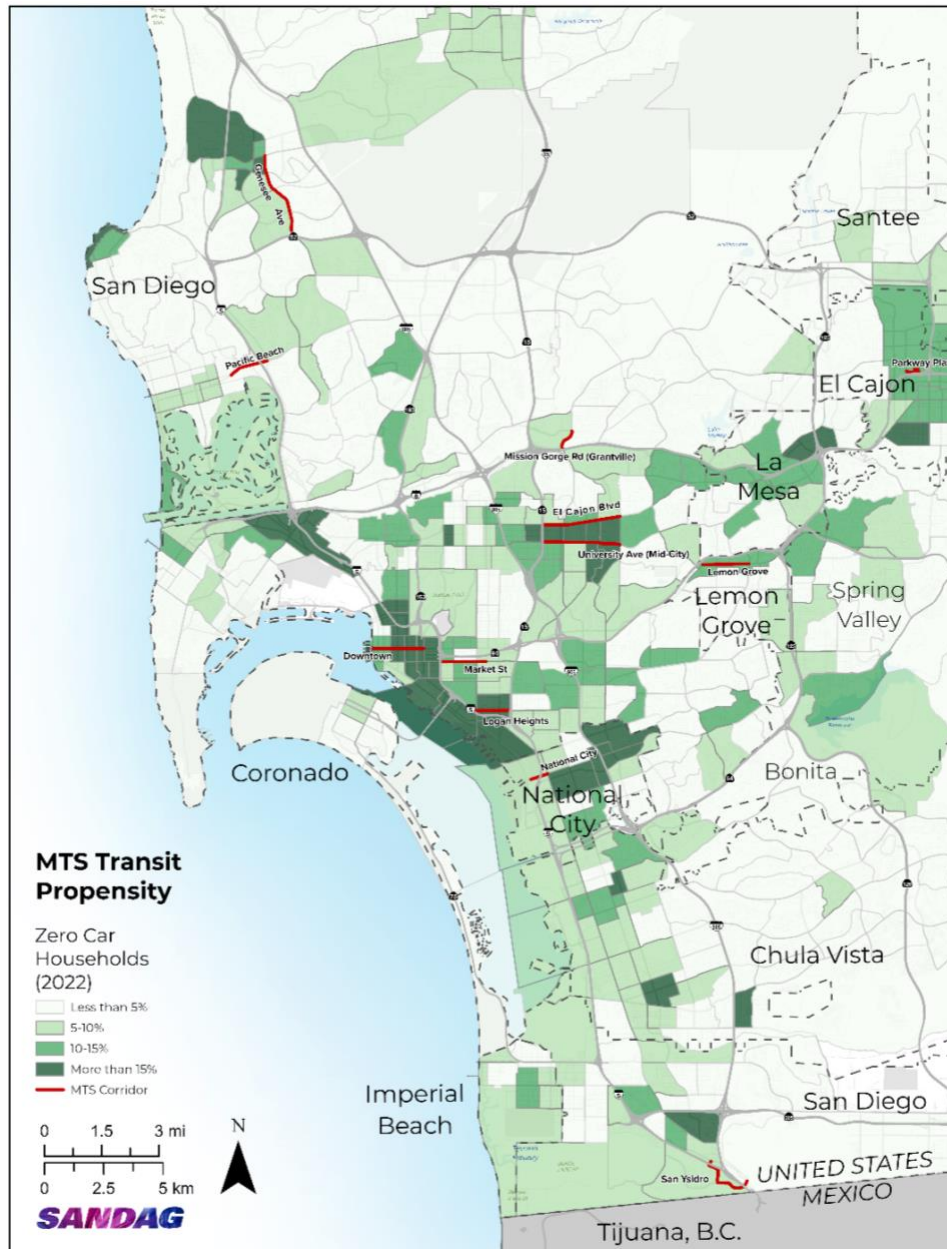 Genesee Ave
Santee
San Diego
Pacific Beach
Parkway Pla
El Cajon
Mission Gorge Rd (Grantville)
La
Mesa
El Cajon Blvd
University Ave (Mid-City)
Lemon Grove
Lemon
Grove
Spring
Valley
Downtown
Market St
Logan Heights
Coronado
National City
National
City
Bonita
MTS Transit
Propensity
Zero Car
Households
(2022)
Less than 5%
5-10%
10-15%
More than 15%
MTS Corridor
Chula Vista
Imperial
Beach
San Diego
0 1.5 3 mi
N
0 2.5 5 km
San Ysidro
UNITED STATES
MEXICO
SANDAG
Tijuana, B.C.